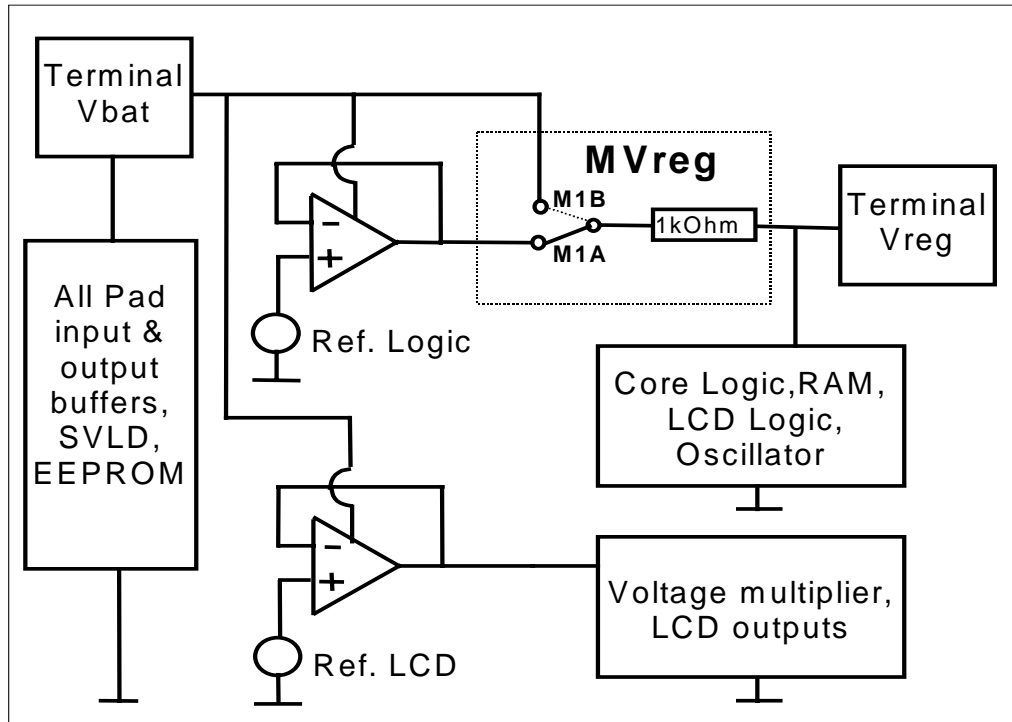 Terminal
Vbat
MVreg
M1B
M1A
1kOhm
Terminal
Vreg
-
+
Ref. Logic
All Pad
input &
output
buffers,
SVLD,
EEPROM
Core Logic,RAM,
LCD Logic,
Oscillator
-
+
Ref. LCD
Voltage multiplier,
LCD outputs